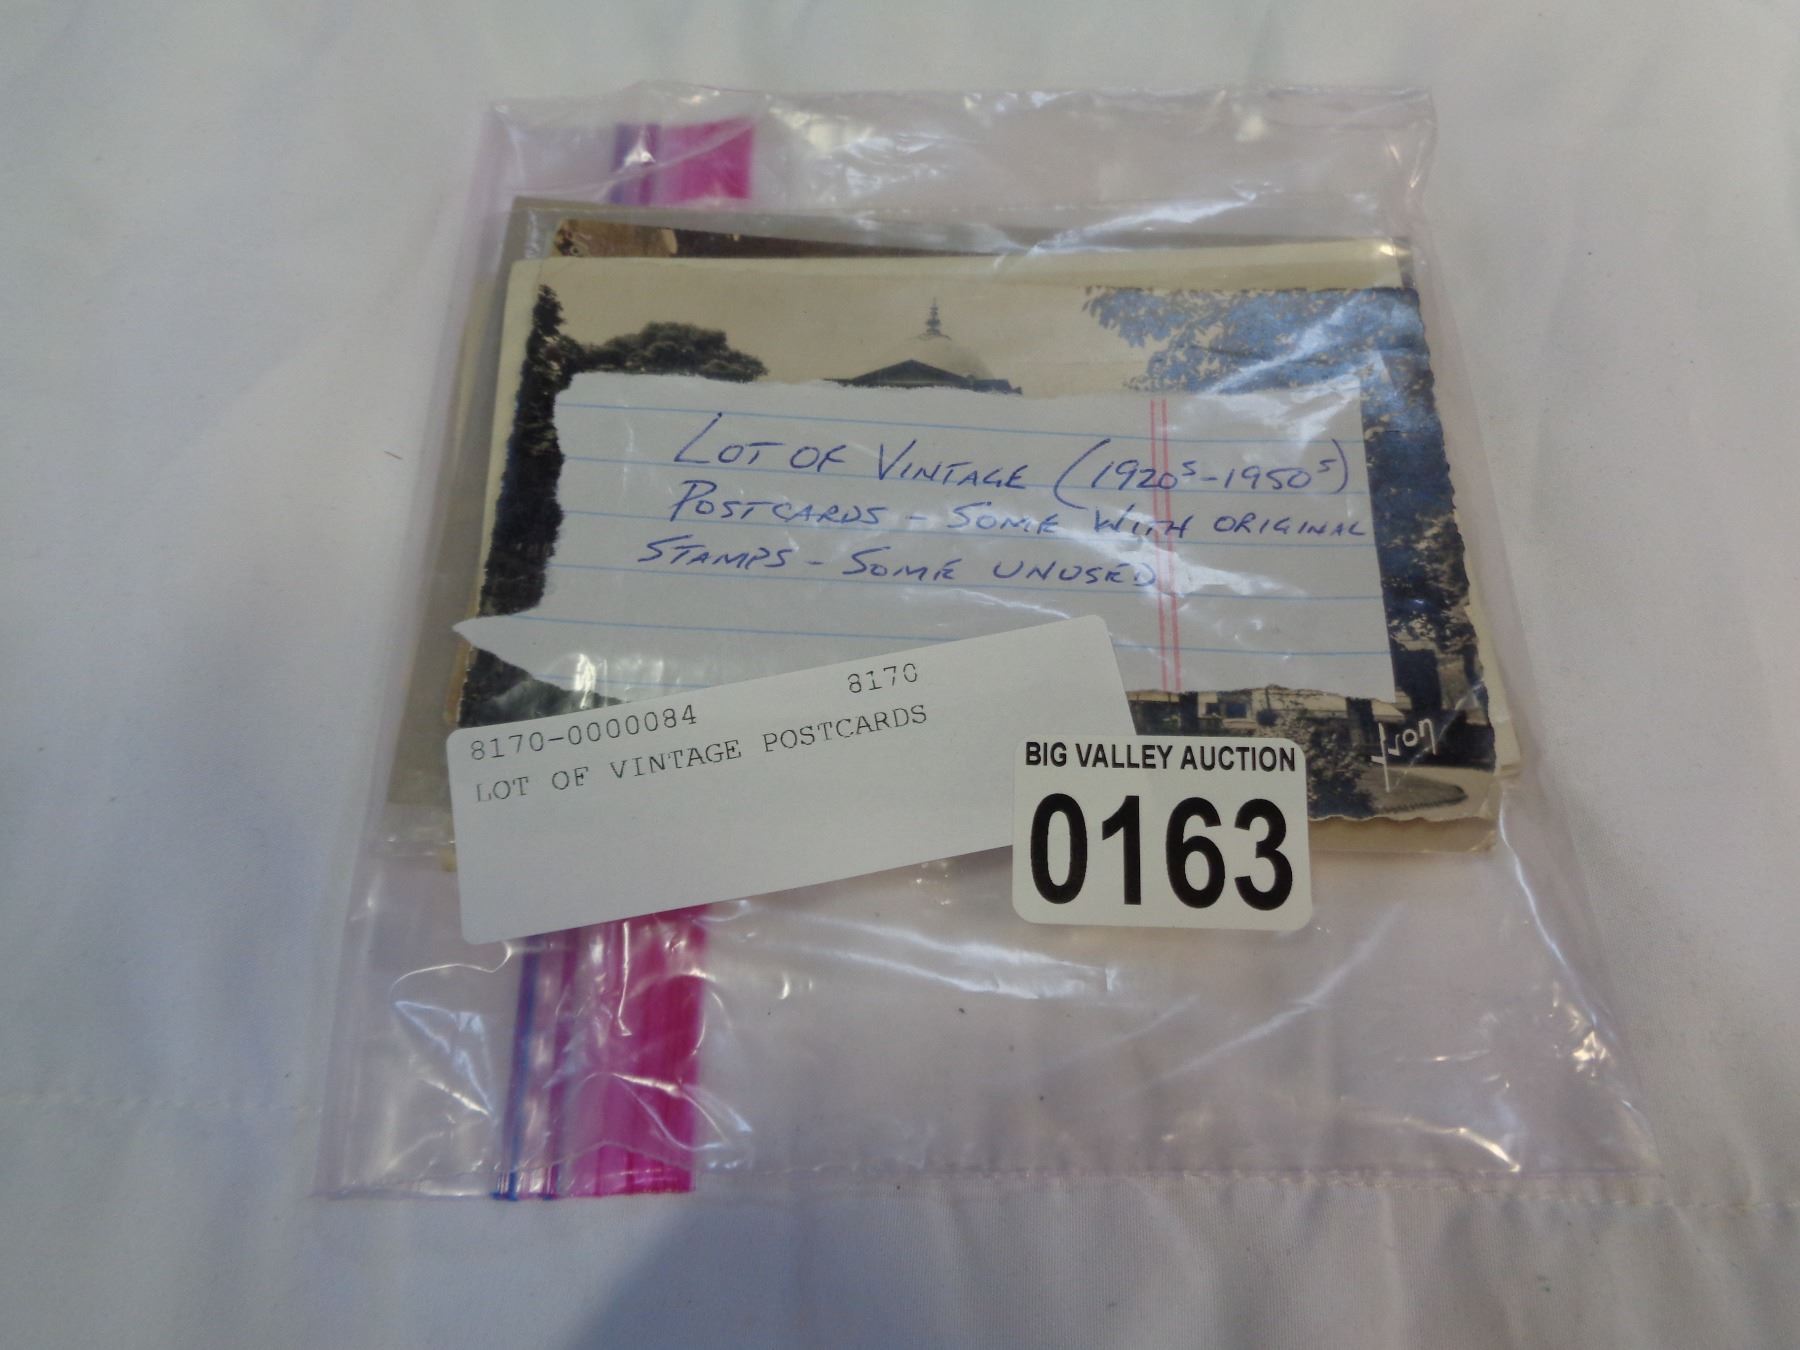 LOT OF VINTAGE (1920s-1950s)
POSTCARDS - SOME WITH ORIGINAL
STAMPS - SOME UNUSED
8170-0000084 8170
LOT OF VINTAGE POSTCARDS
BIG VALLEY AUCTION
0163